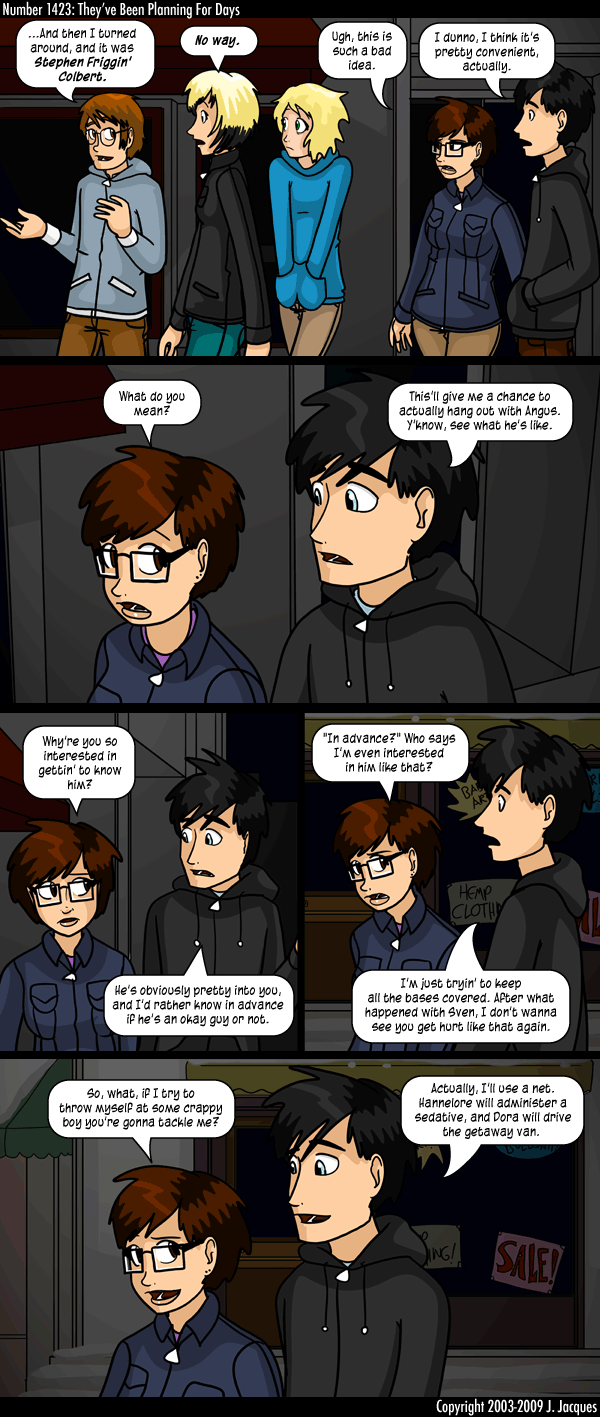 Number 1423: They've Been Planning For Days
...And then I turned
around, and it was
Stephen Friggin'
Colbert.
No way.
Ugh, this is
such a bad
idea.
I dunno, I think it's
pretty convenient,
actually.
What do you
mean?
This'll give me a chance to
actually hang out with Angus.
Y'know, see what he's like.
Why're you so
interested in
gettin' to know
him?
He's obviously pretty into you,
and I'd rather know in advance
if he's an okay guy or not.
"In advance?" Who says
I'm even interested
in him like that?
HEMP
CLOTHI
I'm just tryin' to keep
all the bases covered. After what
happened with Sven, I don't wanna
see you get hurt like that again.
So, what, if I try to
throw myself at some crappy
boy you're gonna tackle me?
Actually, I'll use a net.
Hannelore will administer a
sedative, and Dora will drive
the getaway van.
SALE!
Copyright 2003-2009 J. Jacques